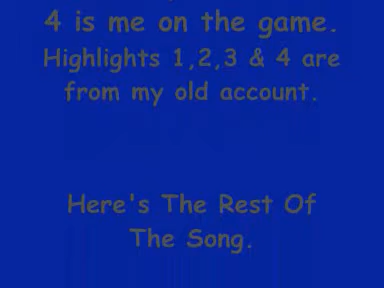 4 is me on the game.
Highlights 1,2,3 & 4 are
from my old account.
Here's The Rest Of
The Song.